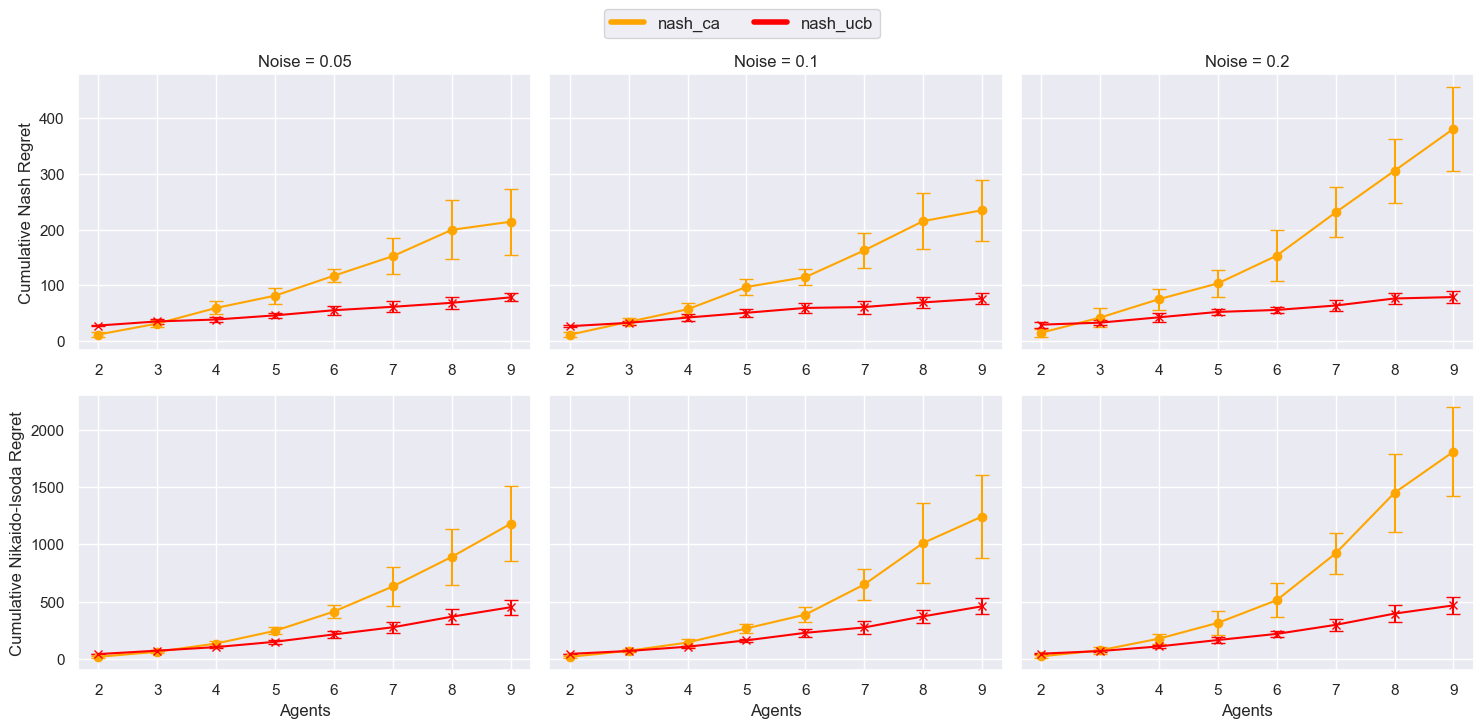 nash_ca nash_ucb
Noise = 0.05 Noise = 0.1 Noise = 0.2
Cumulative Nash Regret
400
300
200
100
0
2 3 4 5 6 7 8 9 2 3 4 5 6 7 8 9 2 3 4 5 6 7 8 9
Cumulative Nikaido-Isoda Regret
2000
1500
1000
500
0
2 3 4 5 6 7 8 9 2 3 4 5 6 7 8 9 2 3 4 5 6 7 8 9
Agents Agents Agents